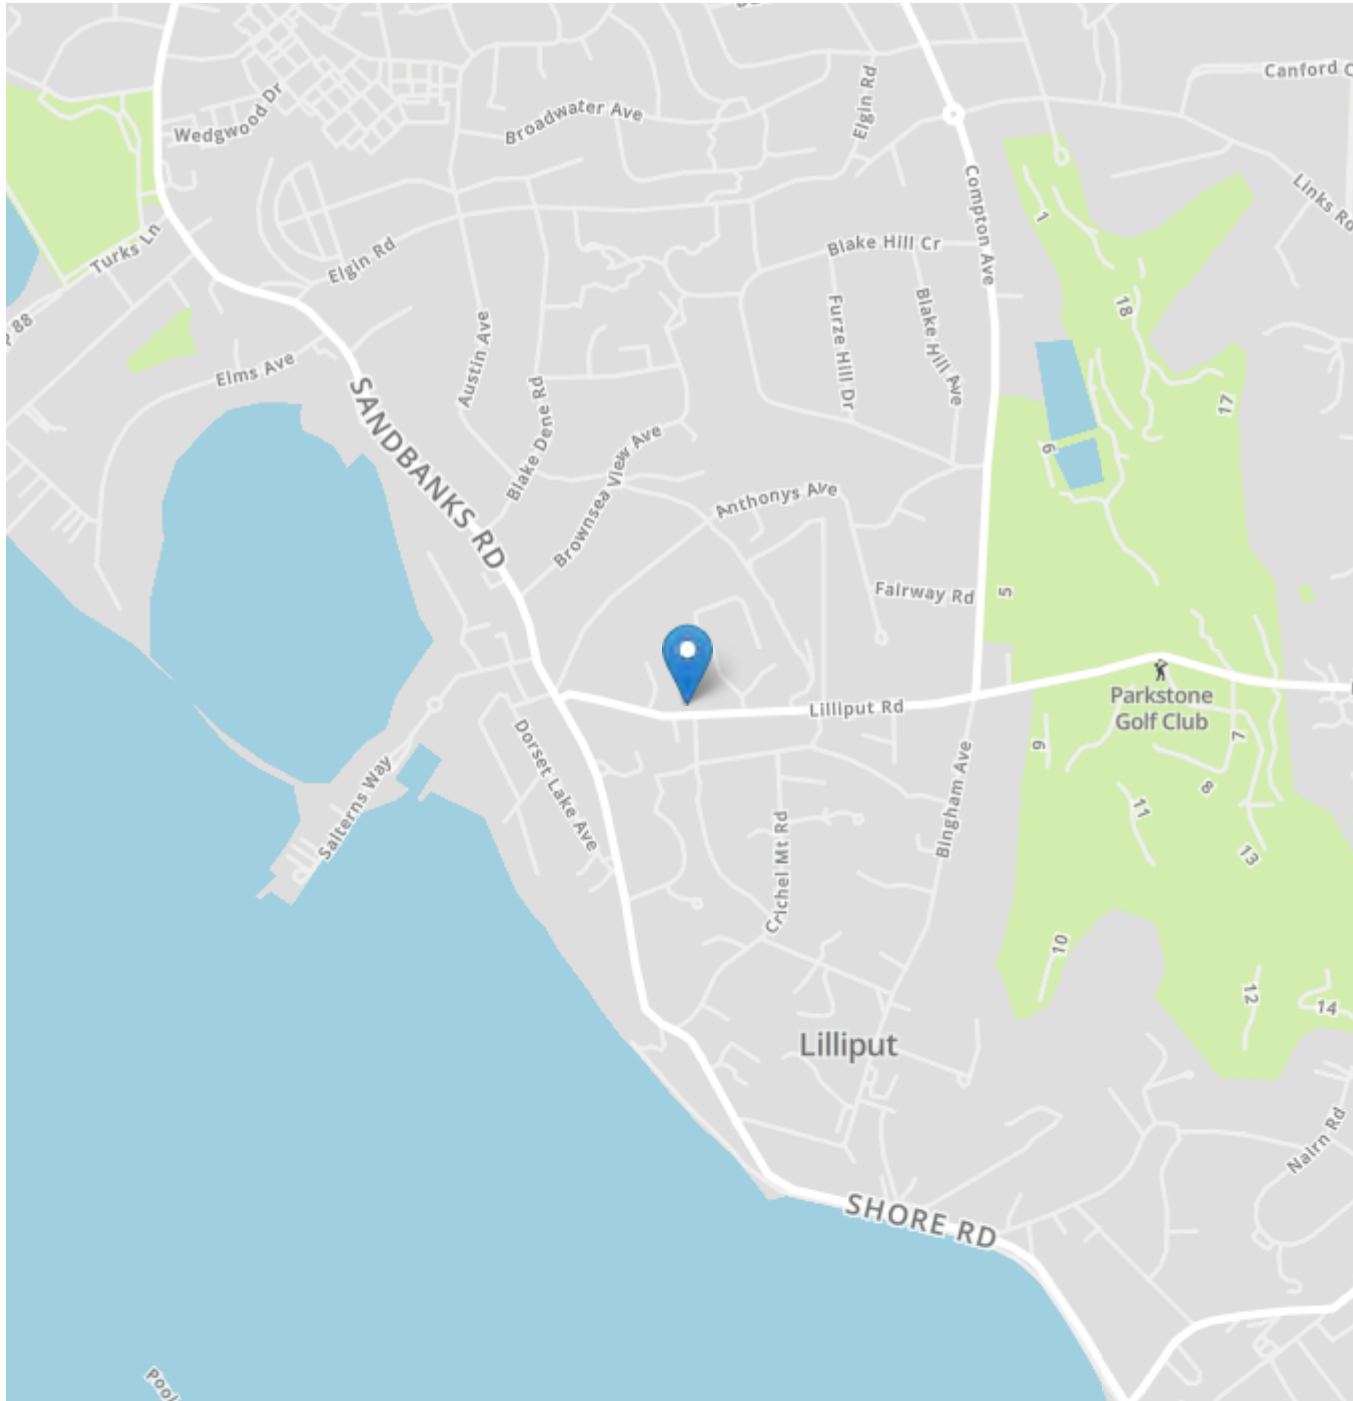 Canford C
Wedgwood Dr
Broadwater Ave
Elgin Rd
Compton Ave
Links Ro
1
Turks Ln
Elgin Rd
Blake Hill Cr
18
88
Austin Ave
Furze Hill Dr
Blake Hill Ave
Elms Ave
SANDBANKS RD
Blake Dene Rd
17
6
Brownsea View Ave
Anthonys Ave
Fairway Rd
5
Parkstone
Golf Club
Lilliput Rd
Dorset Lake Ave
9
7
8
Salterns Way
Bingham Ave
11
Crichel Mt Rd
13
10
12
14
Lilliput
Nairn Rd
SHORE RD
Pool